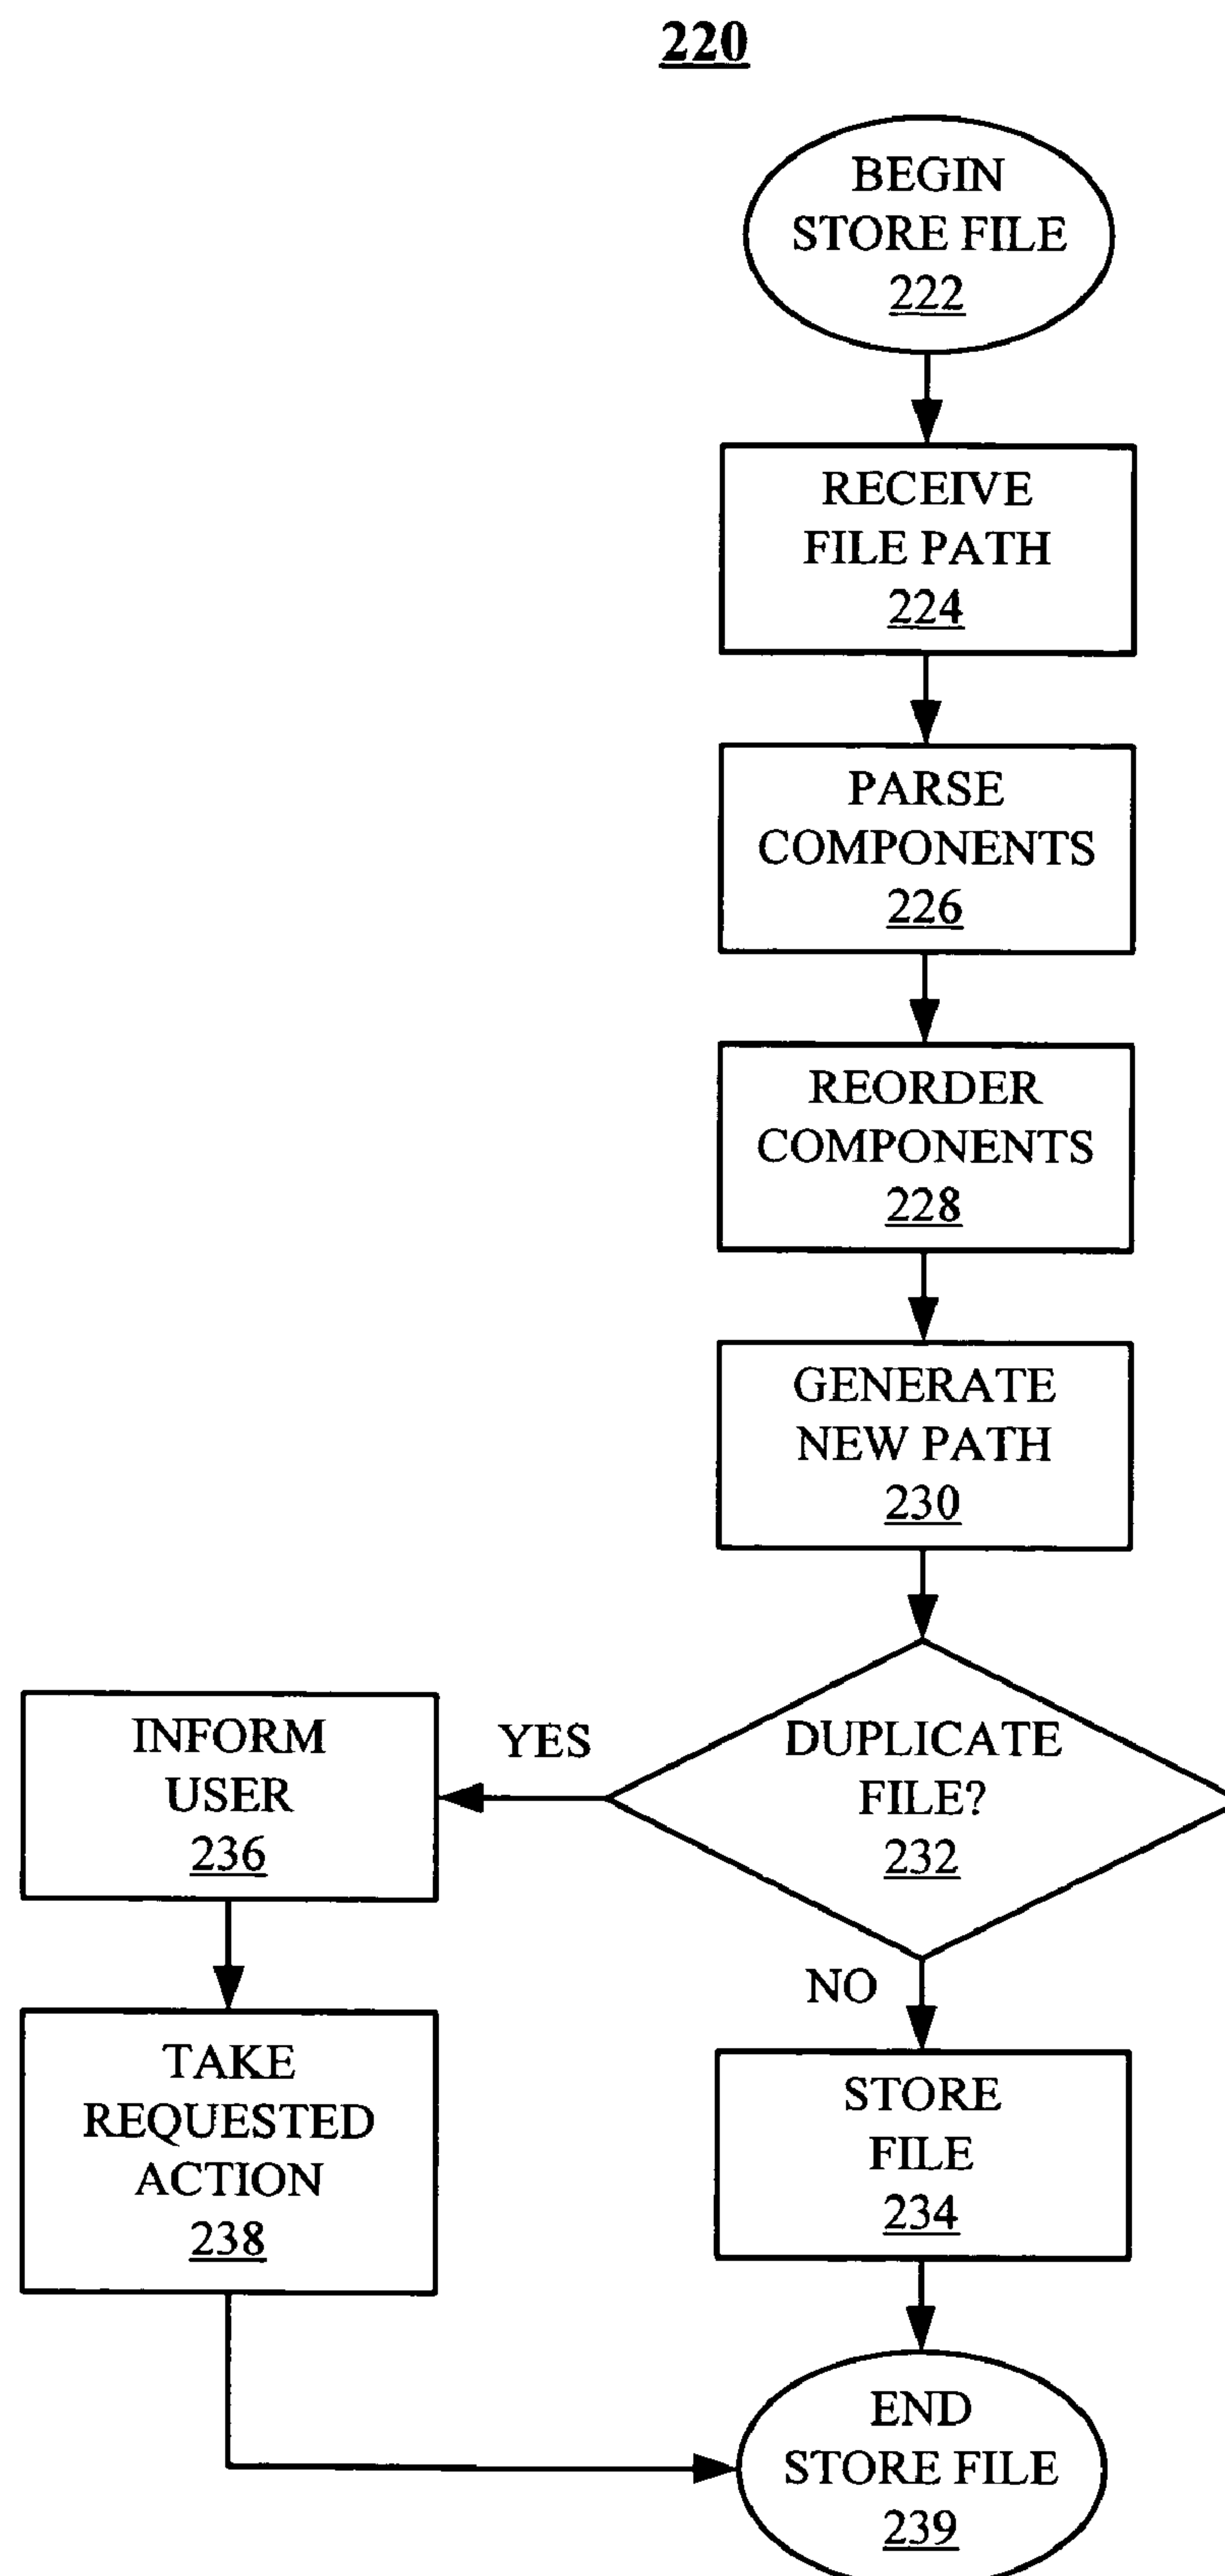 220
BEGIN
STORE FILE
222
RECEIVE
FILE PATH
224
PARSE
COMPONENTS
226
REORDER
COMPONENTS
228
GENERATE
NEW PATH
230
DUPLICATE
FILE?
232
YES
INFORM
USER
236
NO
TAKE
REQUESTED
ACTION
238
STORE
FILE
234
END
STORE FILE
239